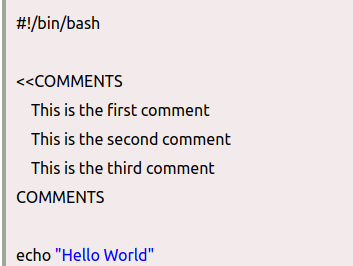 #!/bin/bash
<<COMMENTS
This is the first comment
This is the second comment
This is the third comment
COMMENTS
echo "Hello World"